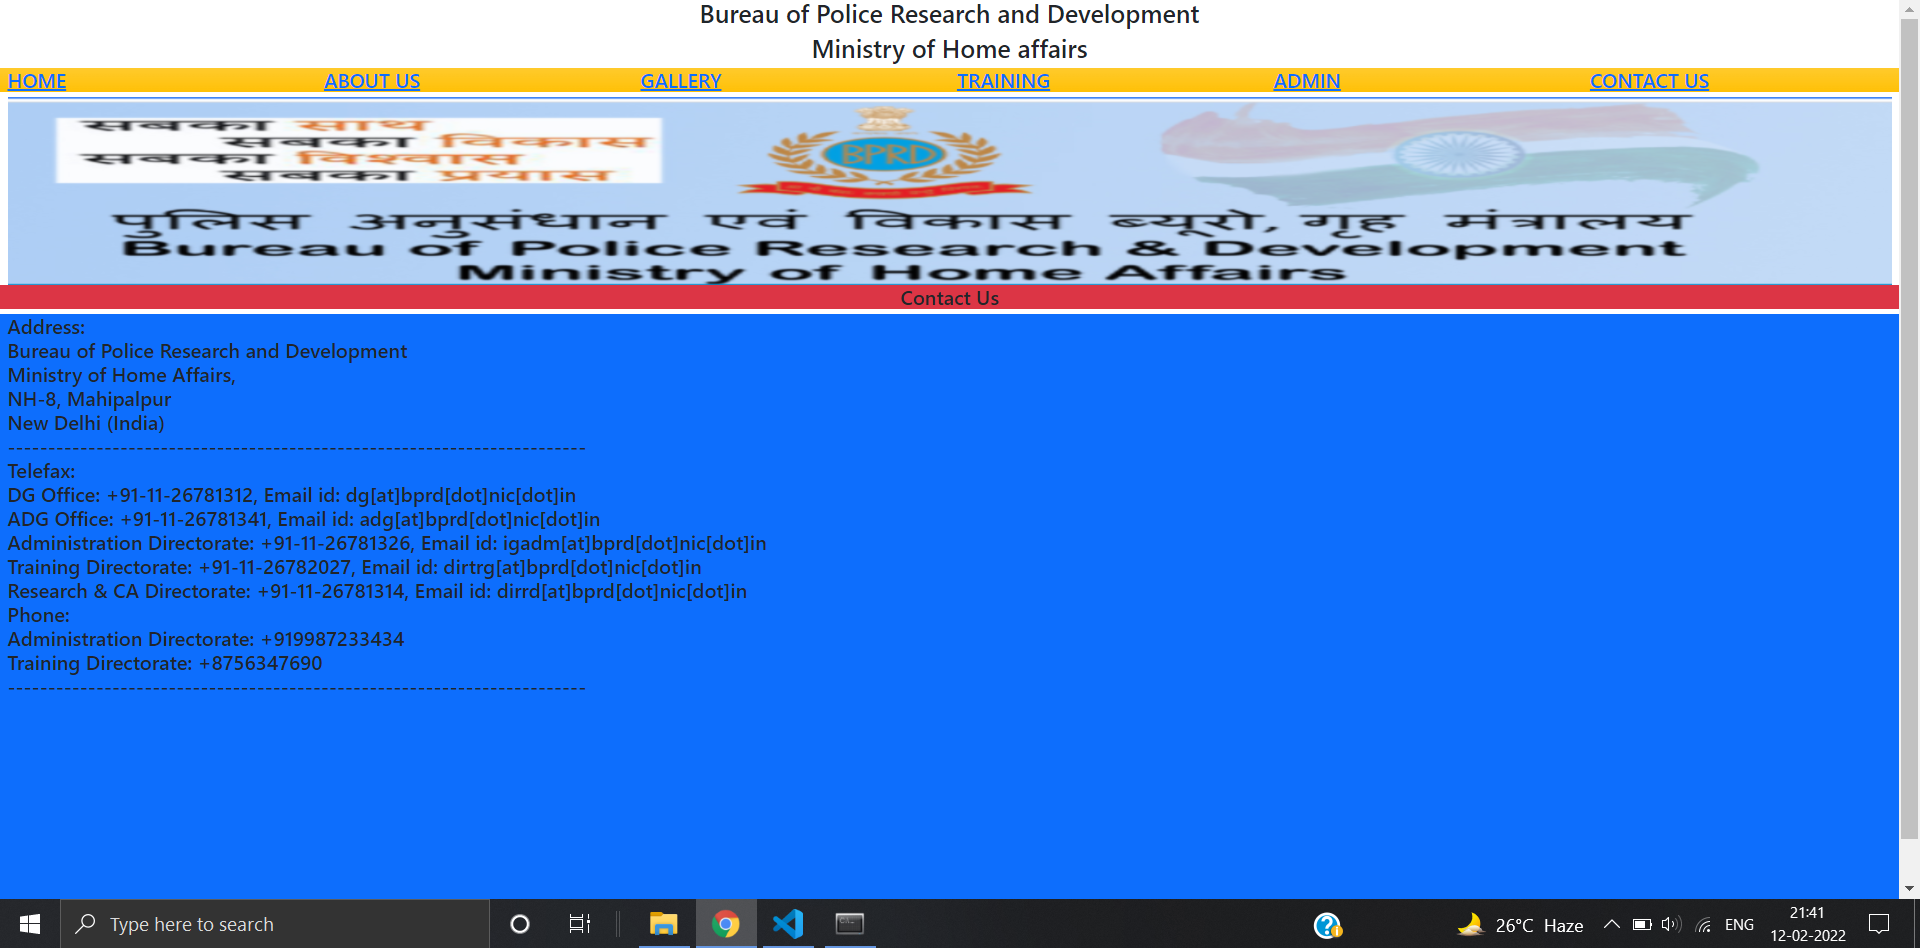 Bureau of Police Research and Development
Ministry of Home affairs
HOME ABOUT US GALLERY TRAINING ADMIN CONTACT US
सबका साथ
सबका विकास
सबका विश्वास
सबका प्रयास
BPRD
पुलिस अनुसंधान एवं विकास ब्यूरो, गृह मंत्रालय
Bureau of Police Research & Development
Ministry of Home Affairs
Contact Us
Address:
Bureau of Police Research and Development
Ministry of Home Affairs,
NH-8, Mahipalpur
New Delhi (India)
------------------------------------------------------------------------
Telefax:
DG Office: +91-11-26781312, Email id: dg[at]bprd[dot]nic[dot]in
ADG Office: +91-11-26781341, Email id: adg[at]bprd[dot]nic[dot]in
Administration Directorate: +91-11-26781326, Email id: igadm[at]bprd[dot]nic[dot]in
Training Directorate: +91-11-26782027, Email id: dirtrg[at]bprd[dot]nic[dot]in
Research & CA Directorate: +91-11-26781314, Email id: dirrd[at]bprd[dot]nic[dot]in
Phone:
Administration Directorate: +919987233434
Training Directorate: +8756347690
------------------------------------------------------------------------
Type here to search
26°C Haze
ENG
21:41
12-02-2022